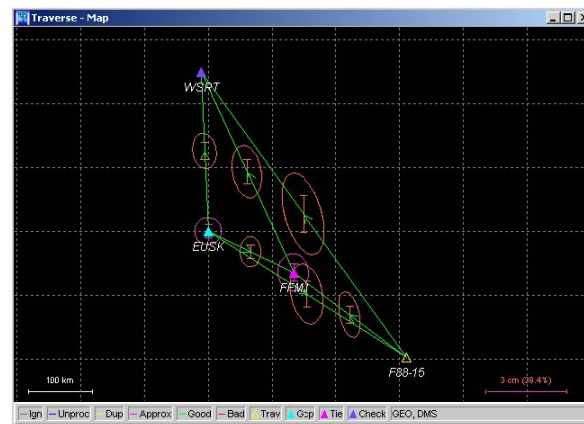 Traverse - Map
WSRT
EUSK
FFMJ
F88-15
100 km
3 cm (39.4%)
Ign Unproc Dup Approx Good Bad Trav Gcp Tie Check GEO, DMS